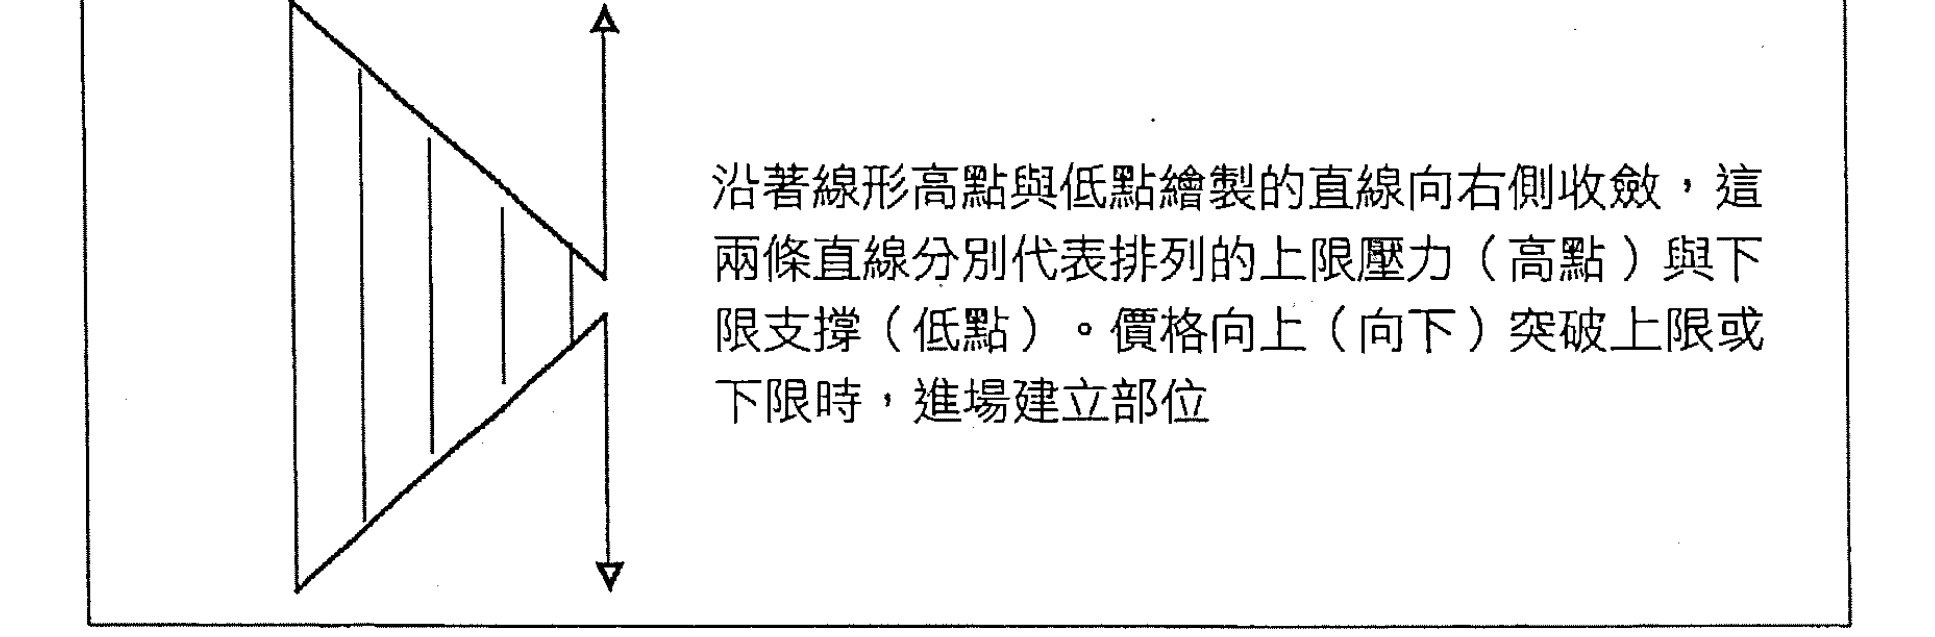 沿著線形高點與低點繪製的直線向右側收斂，這
兩條直線分別代表排列的上限壓力（高點）與下
限支撐（低點）。價格向上（向下）突破上限或
下限時，進場建立部位